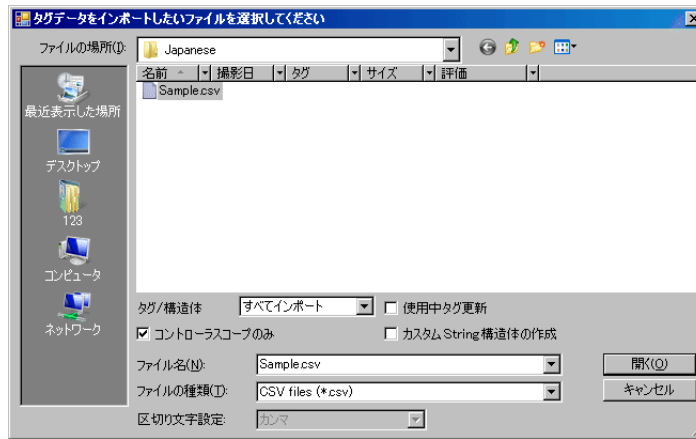 タグデータをインポートしたいファイルを選択してください
ファイルの場所(I):
Japanese
名前 撮影日 タグ サイズ 評価
Sample.csv
最近表示した場所
デスクトップ
123
コンピュータ
ネットワーク
タグ/構造体 すべてインポート 使用中タグ更新
コントローラスコープのみ カスタム String 構造体の作成
ファイル名(N): Sample.csv 開く(O)
ファイルの種類(T): CSV files (*.csv) キャンセル
区切り文字設定: カンマ